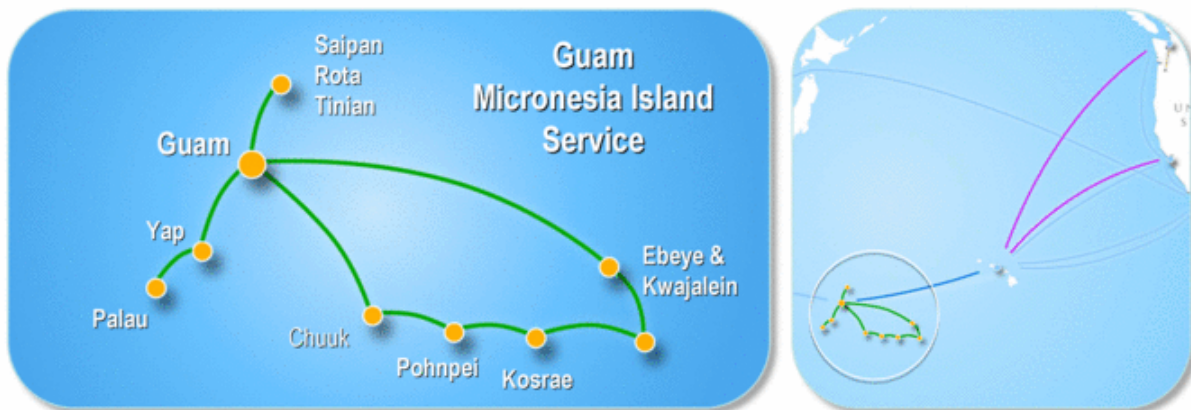 Saipan
Rota
Tinian
Guam
Micronesia Island
Service
Guam
Yap
Palau
Chuuk
Pohnpei
Kosrae
Ebeye &
Kwajalein
U N
S